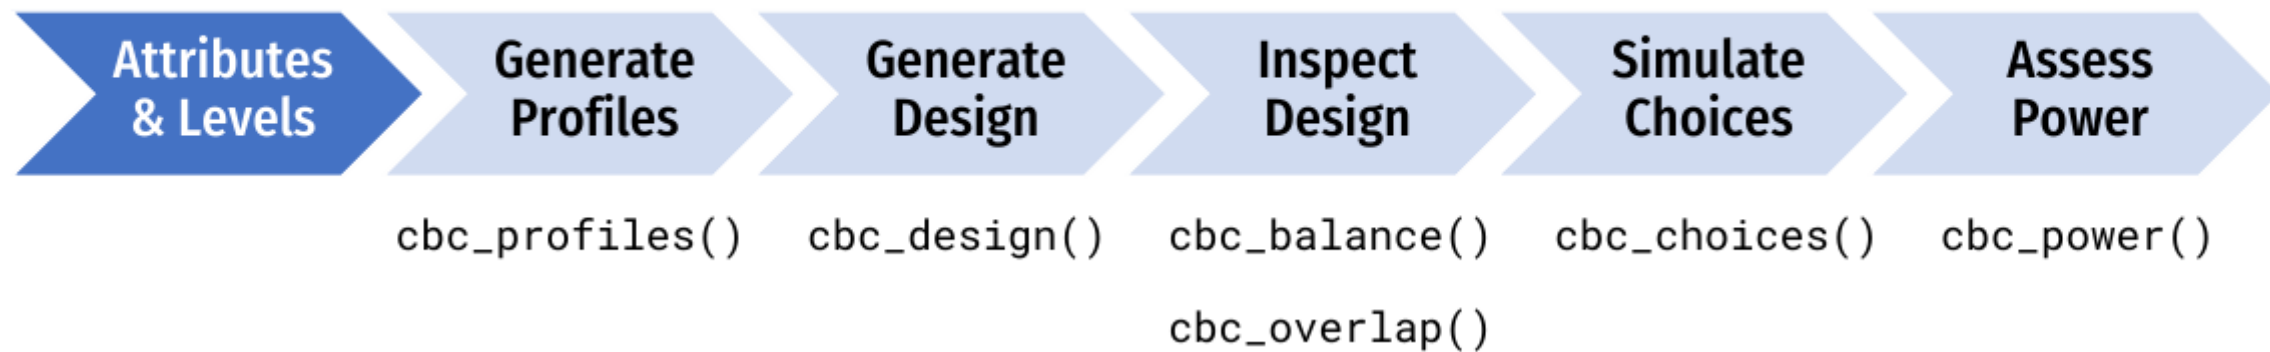 Attributes
& Levels
Generate
Profiles
Generate
Design
Inspect
Design
Simulate
Choices
Assess
Power
cbc_profiles()
cbc_design()
cbc_balance()
cbc_choices()
cbc_power()
cbc_overlap()